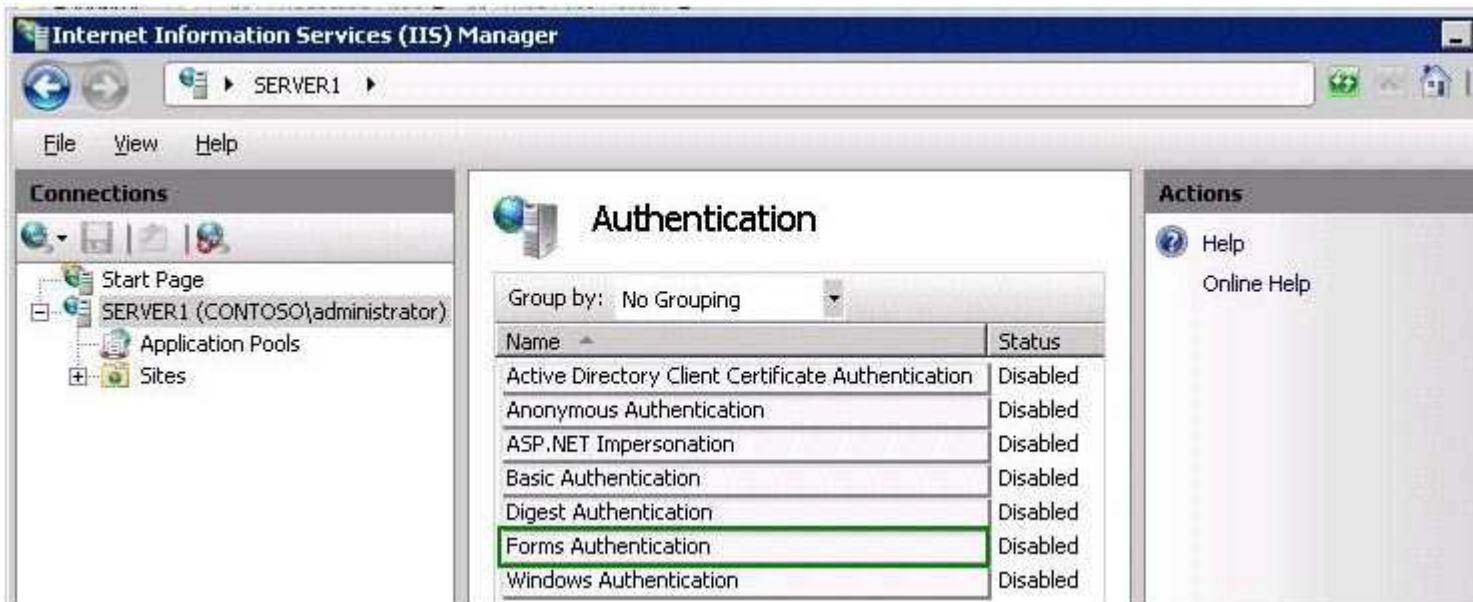 Internet Information Services (IIS) Manager
SERVER1
File View Help
Connections
Start Page
SERVER1 (CONTOSO\administrator)
Application Pools
Sites
Authentication
Group by: No Grouping
Name Status
Active Directory Client Certificate Authentication Disabled
Anonymous Authentication Disabled
ASP.NET Impersonation Disabled
Basic Authentication Disabled
Digest Authentication Disabled
Forms Authentication Disabled
Windows Authentication Disabled
Actions
Help
Online Help